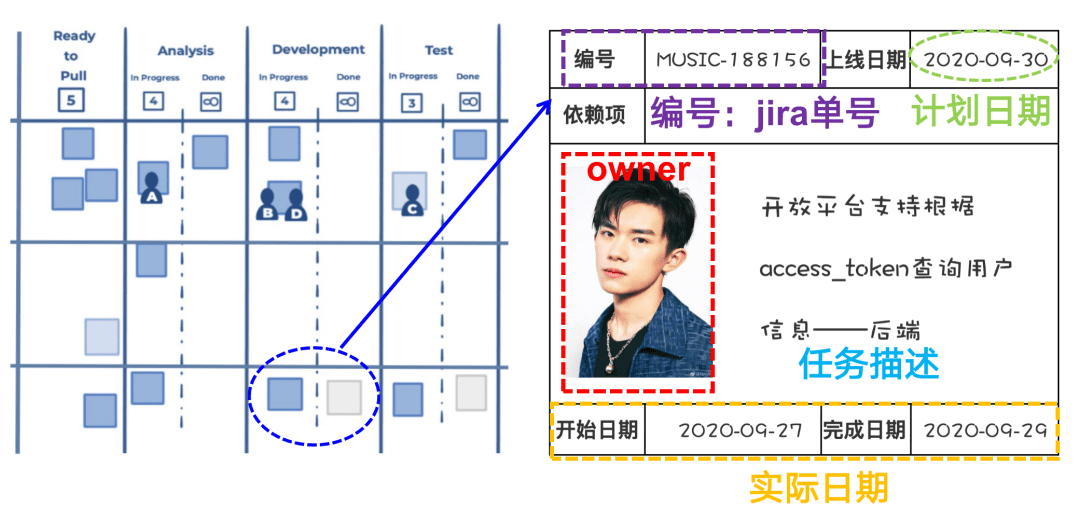 Ready
to
Pull
5
Analysis
In Progress
Done
4
∞
Development
In Progress
Done
4
∞
Test
In Progress
Done
3
∞
A
B D
C
编号 MUSIC-188156 上线日期 2020-09-30
依赖项 编号：jira单号 计划日期
owner
开放平台支持根据
access_token查询用户
信息——后端
任务描述
开始日期 2020-09-27 完成日期 2020-09-29
实际日期